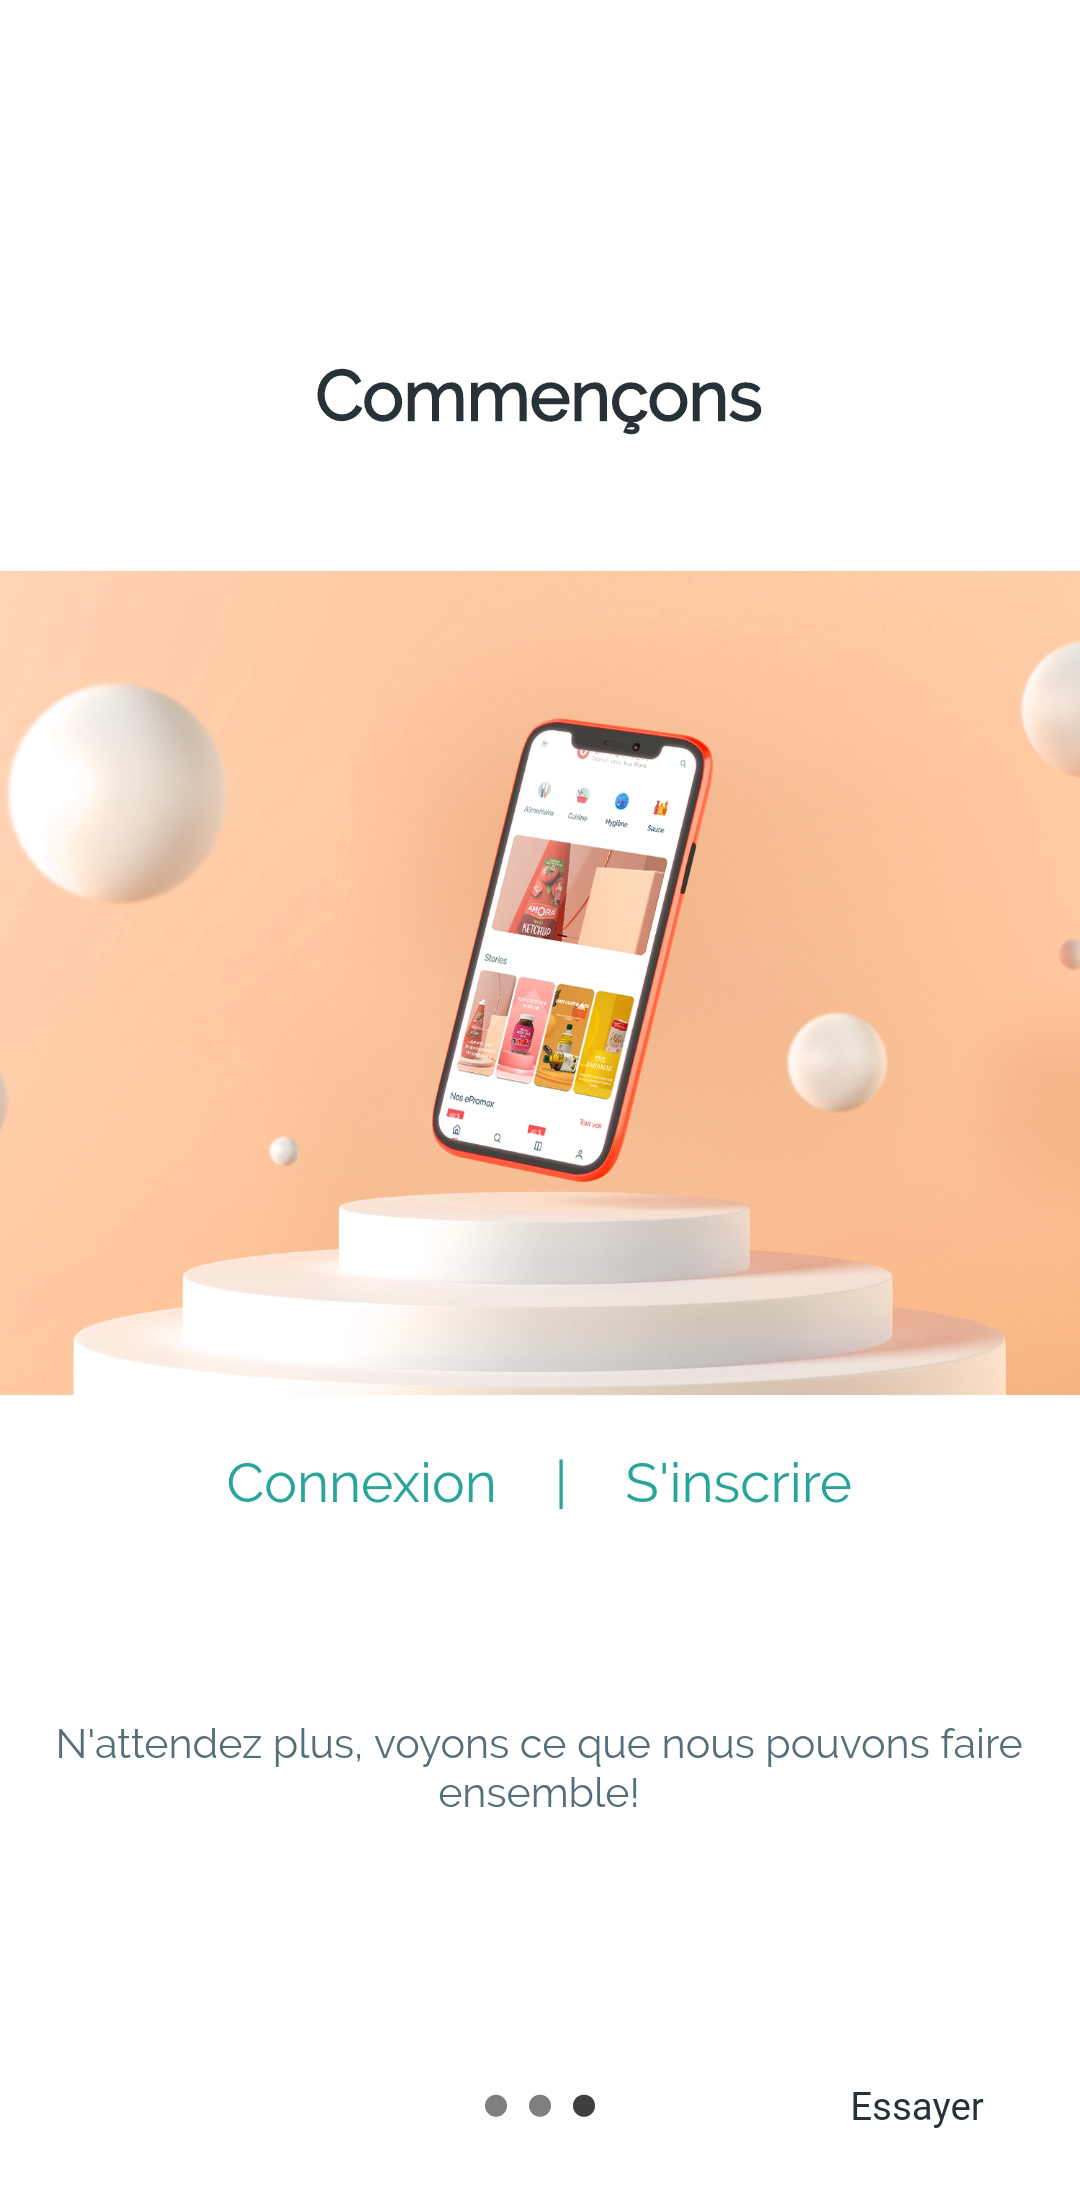 Commençons
Alimentaire
Cuisine
Hygiène
Sauce
AMORA
KETCHUP
Stories
Nos ePromox
Tout voir
Connexion | S'inscrire
N'attendez plus, voyons ce que nous pouvons faire
ensemble!
Essayer